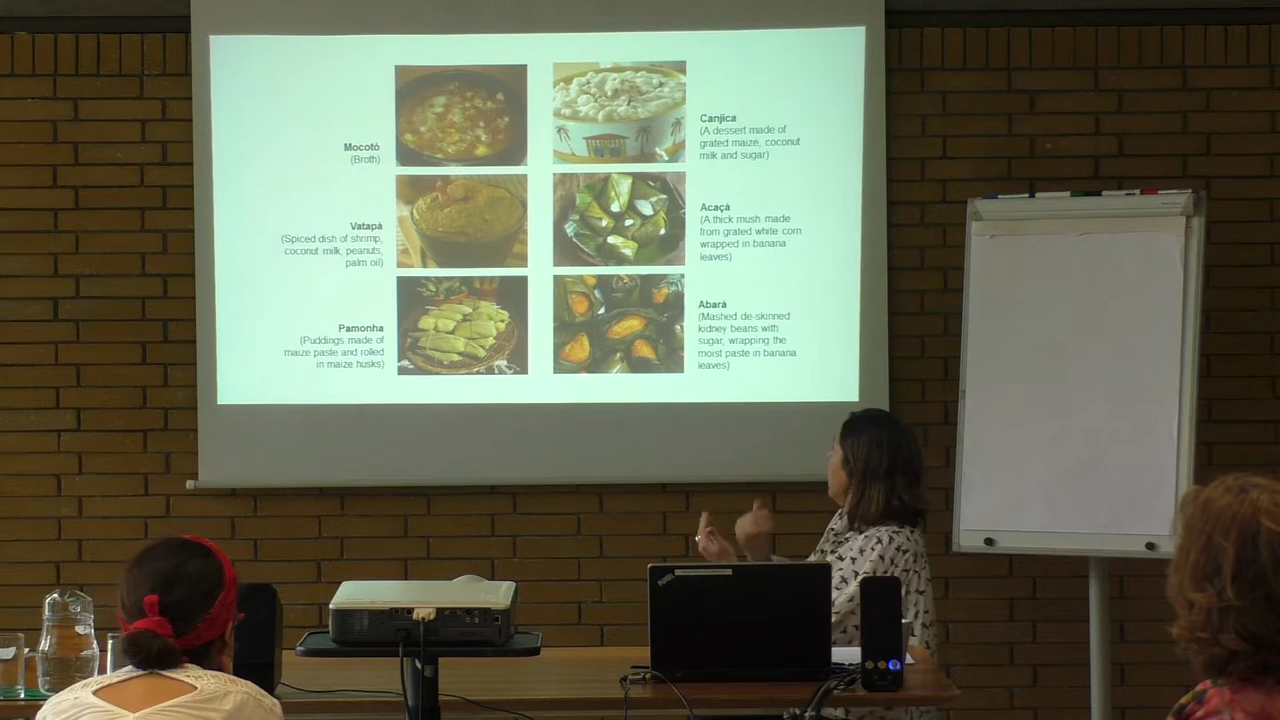 Mocotó
(Broth)
Canjica
(A dessert made of
grated maize, coconut
milk and sugar)
Vatapá
(Spiced dish of shrimp,
coconut milk, peanuts,
palm oil)
Acaçá
(A thick mush made
from grated white corn
wrapped in banana
leaves)
Pamonha
(Puddings made of
maize paste and rolled
in maize husks)
Abará
(Mashed de-skinned
kidney beans with
sugar, wrapping the
moist paste in banana
leaves)